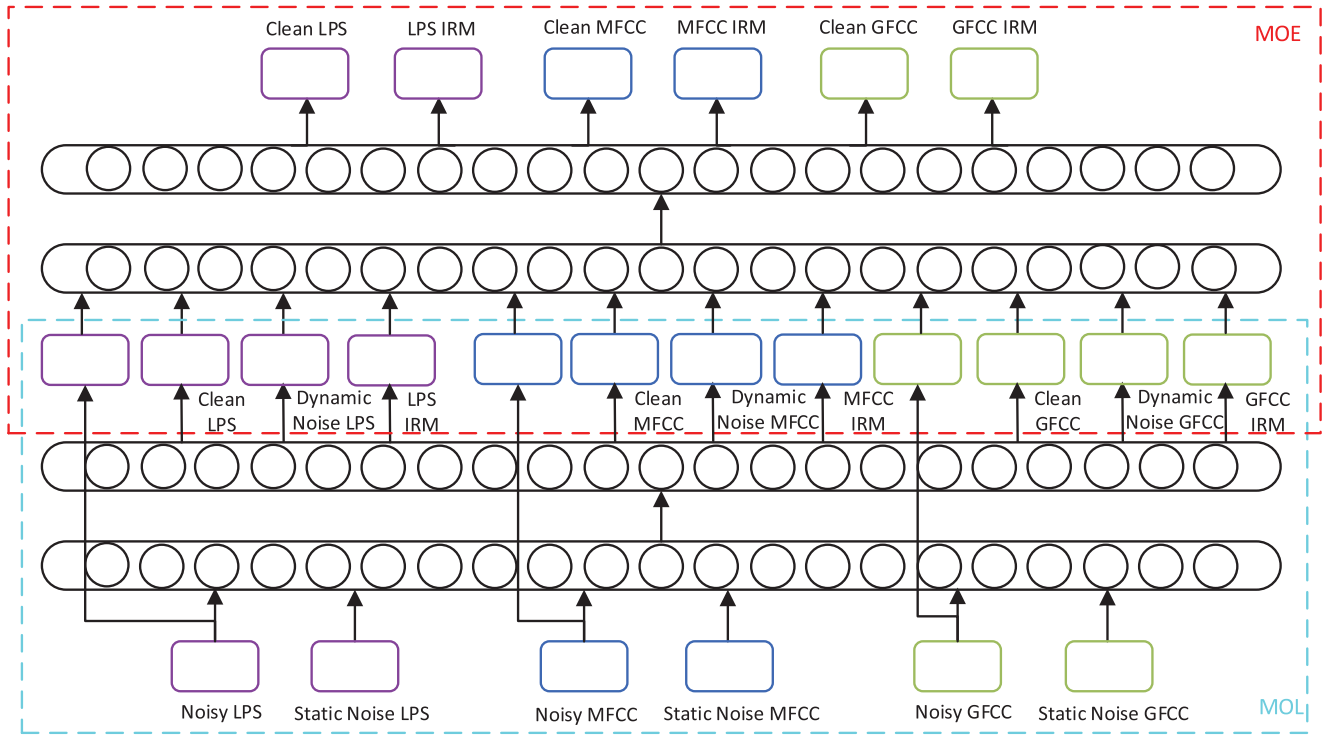 Clean LPS
LPS IRM
Clean MFCC
MFCC IRM
Clean GFCC
GFCC IRM
MOE
Clean
LPS
Dynamic
Noise LPS
LPS
IRM
Clean
MFCC
Dynamic
Noise MFCC
MFCC
IRM
Clean
GFCC
Dynamic
Noise GFCC
GFCC
IRM
Noisy LPS
Static Noise LPS
Noisy MFCC
Static Noise MFCC
Noisy GFCC
Static Noise GFCC
MOL